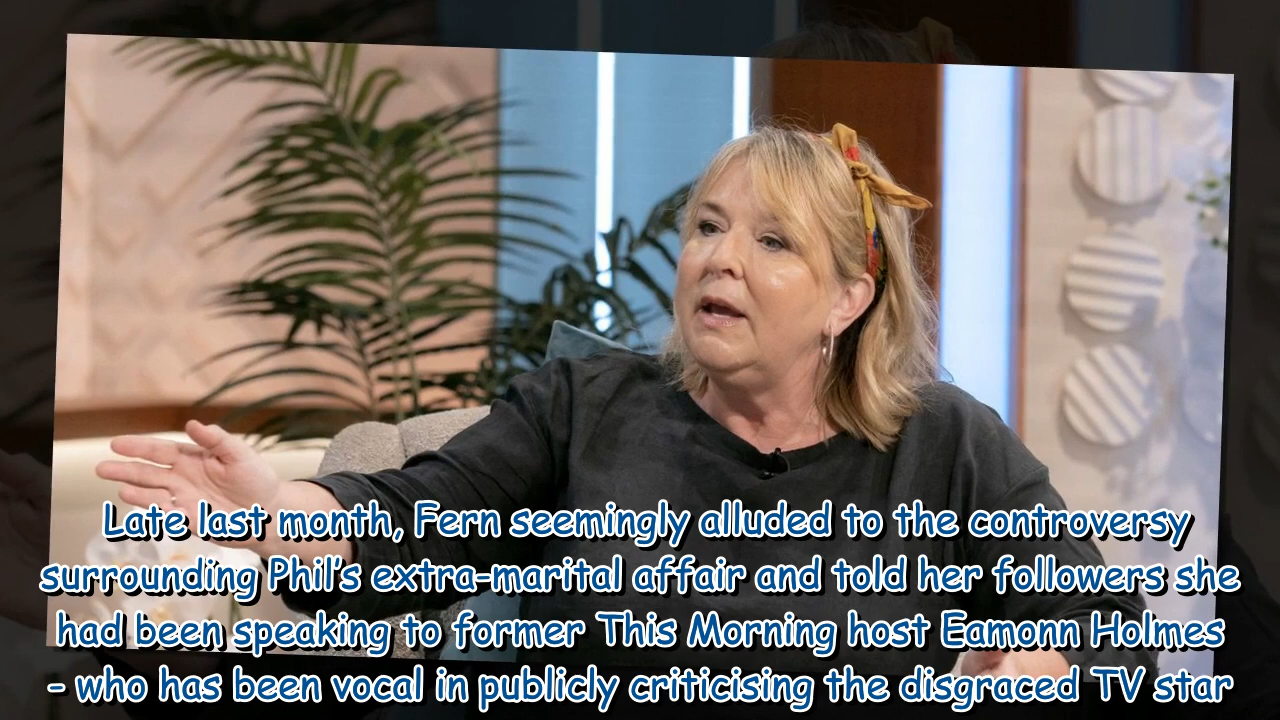 Late last month, Fern seemingly alluded to the controversy
surrounding Phil's extra-marital affair and told her followers she
had been speaking to former This Morning host Eamonn Holmes
- who has been vocal in publicly criticising the disgraced TV star